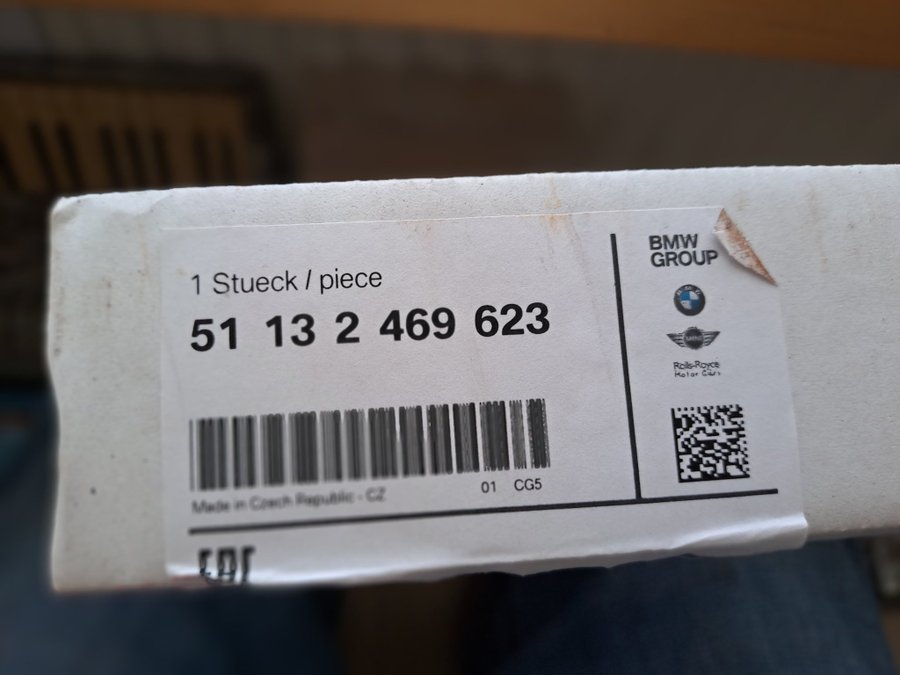 1 Stueck / piece
51 13 2 469 623
Made in Czech Republic - CZ
01 CG5
EAC
BMW
GROUP
BMW
MINI
Rolls-Royce
Motor Cars